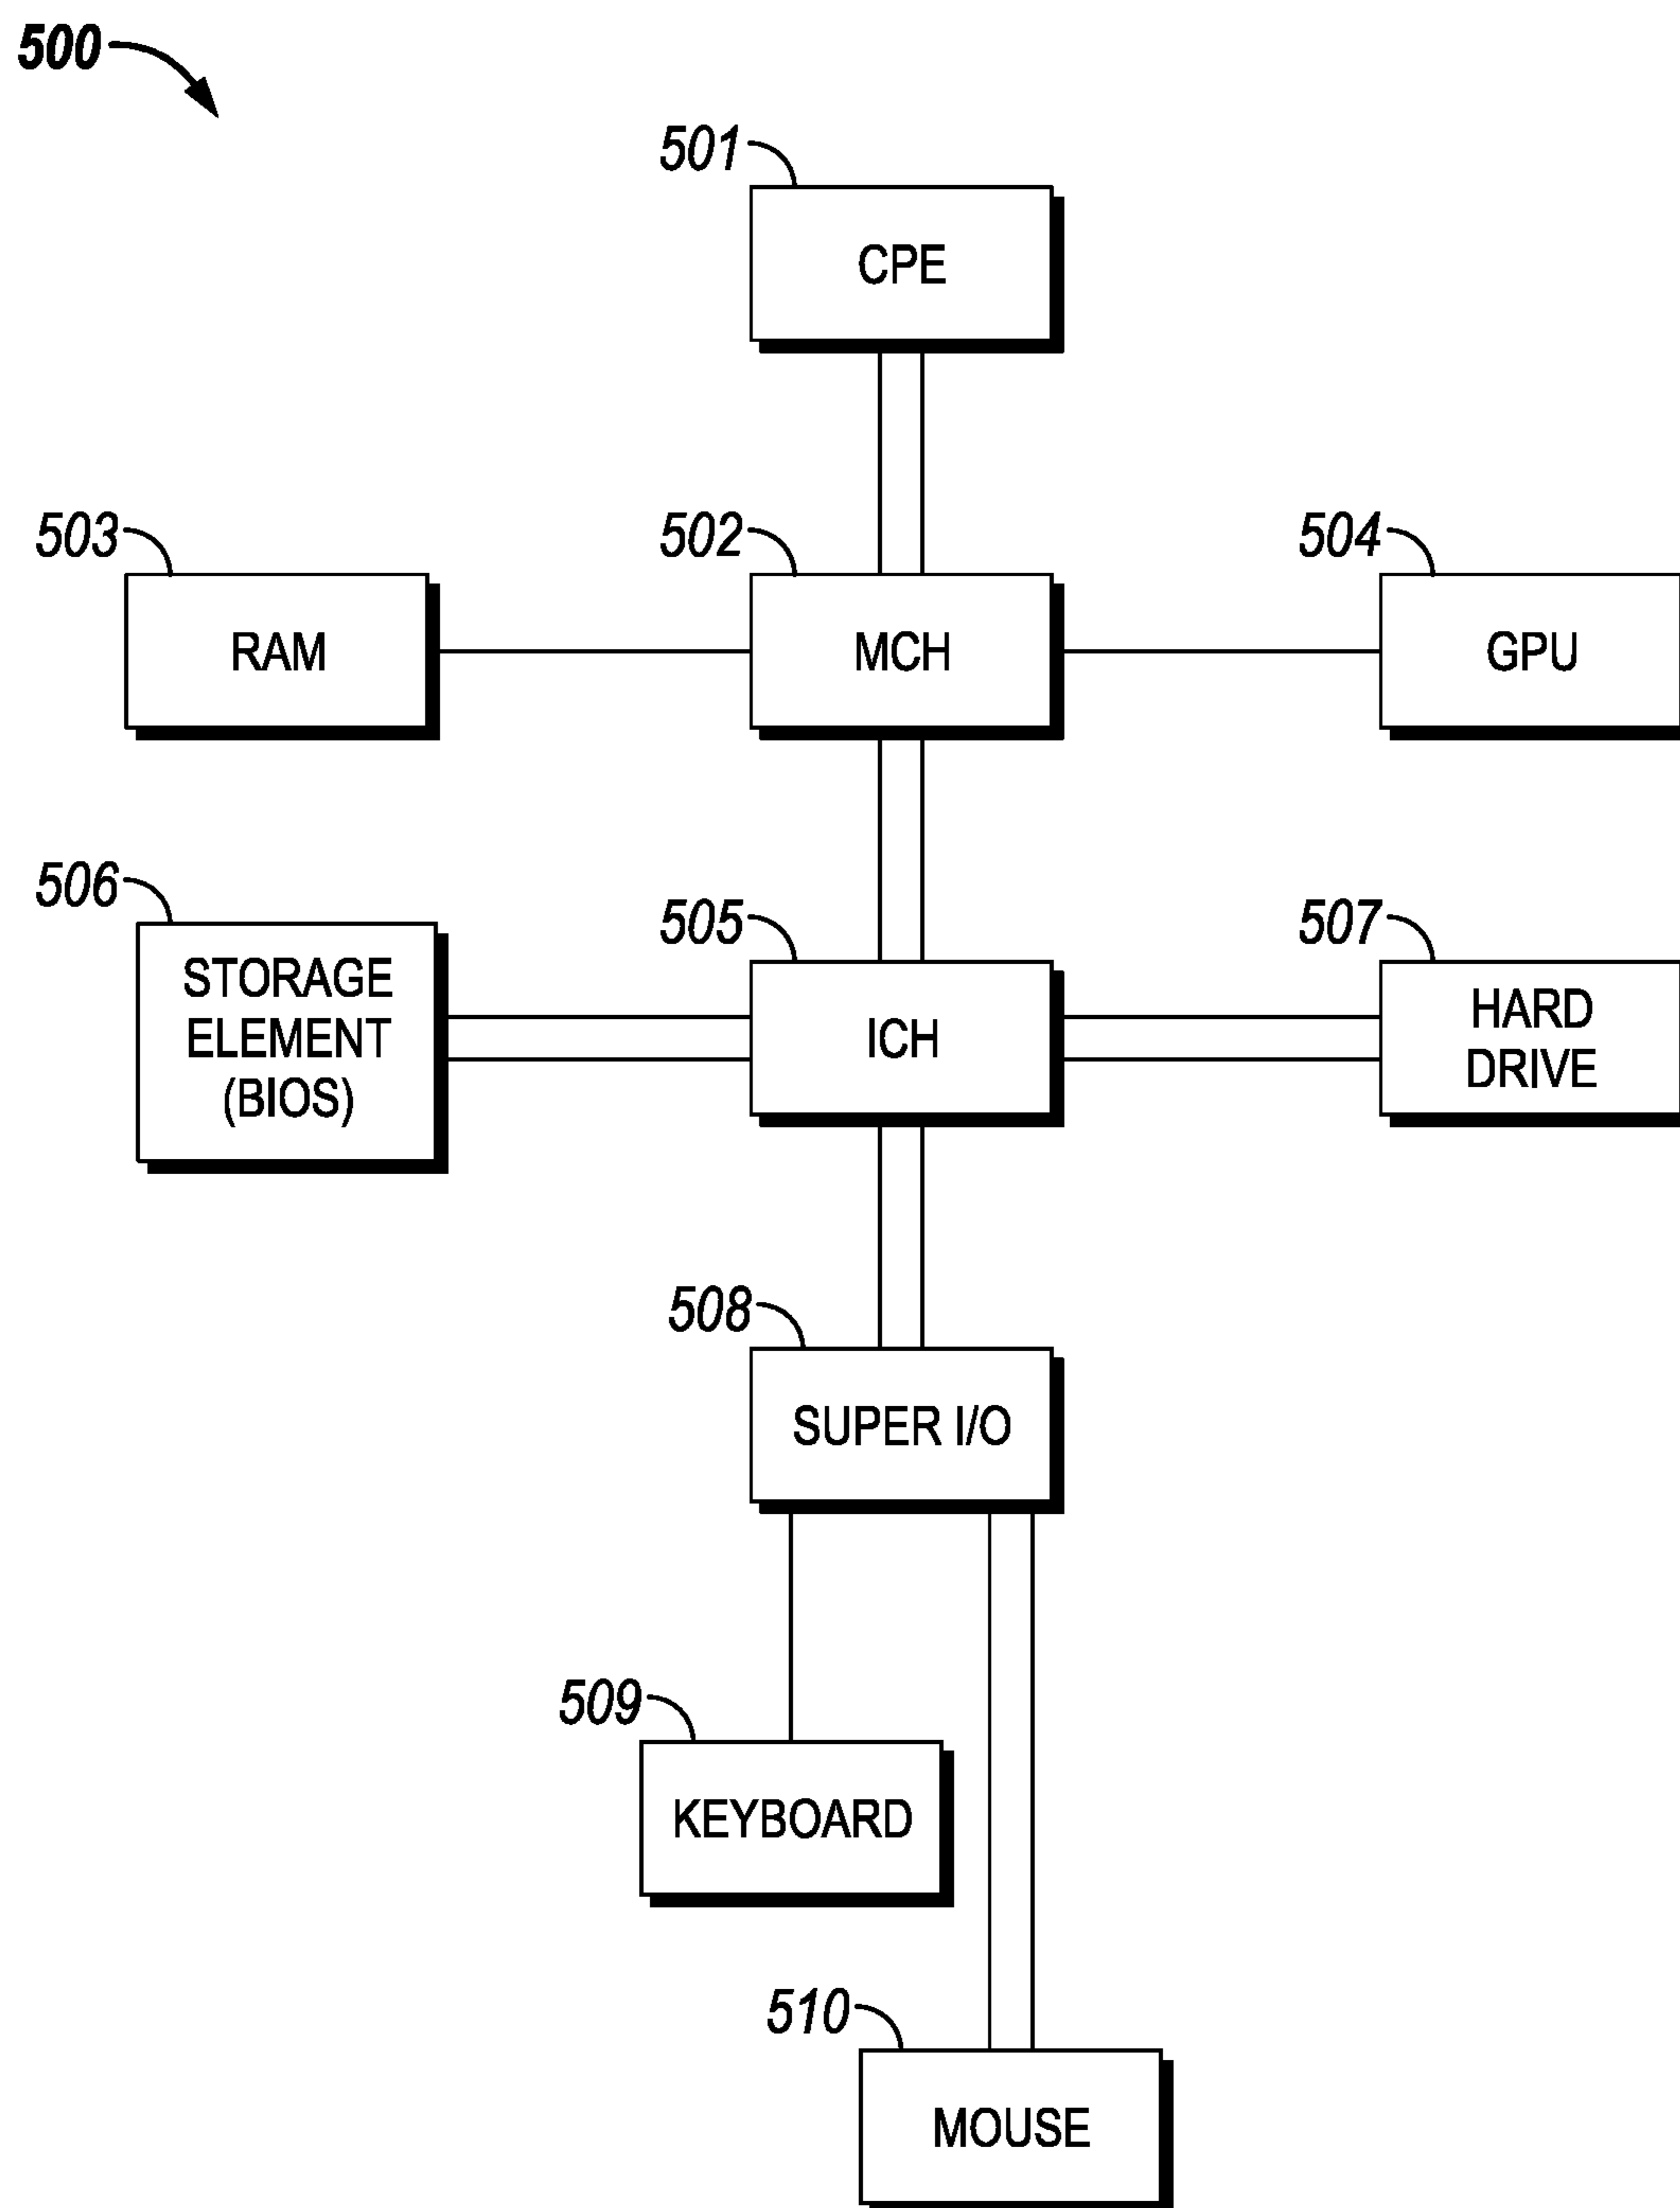 500
501
CPE
503
502
504
RAM
MCH
GPU
506
505
507
STORAGE
ELEMENT
(BIOS)
ICH
HARD
DRIVE
508
SUPER I/O
509
KEYBOARD
510
MOUSE